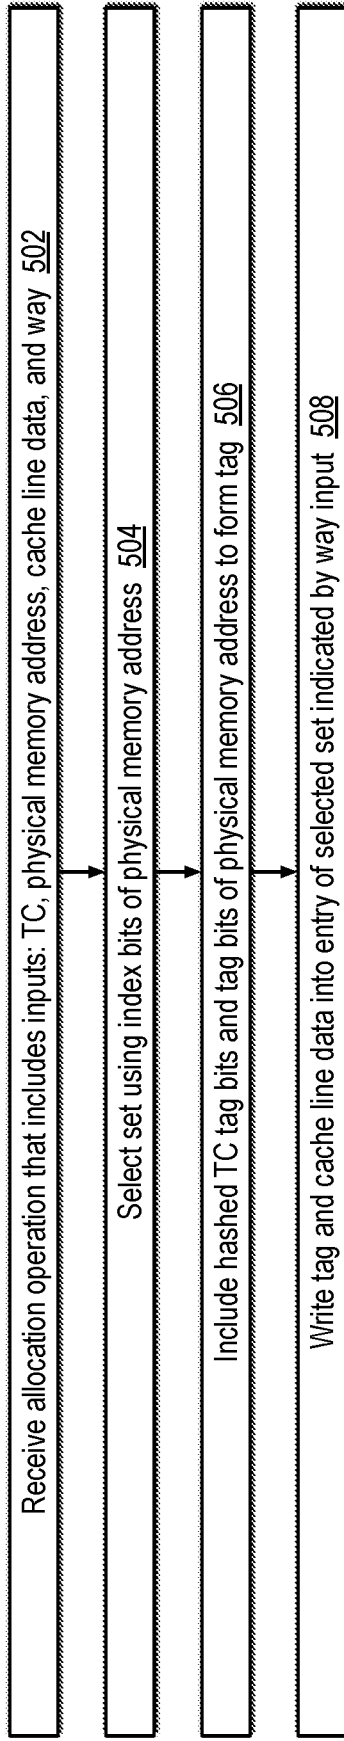 Receive allocation operation that includes inputs: TC, physical memory address, cache line data, and way 502
Select set using index bits of physical memory address 504
Include hashed TC tag bits and tag bits of physical memory address to form tag 506
Write tag and cache line data into entry of selected set indicated by way input 508